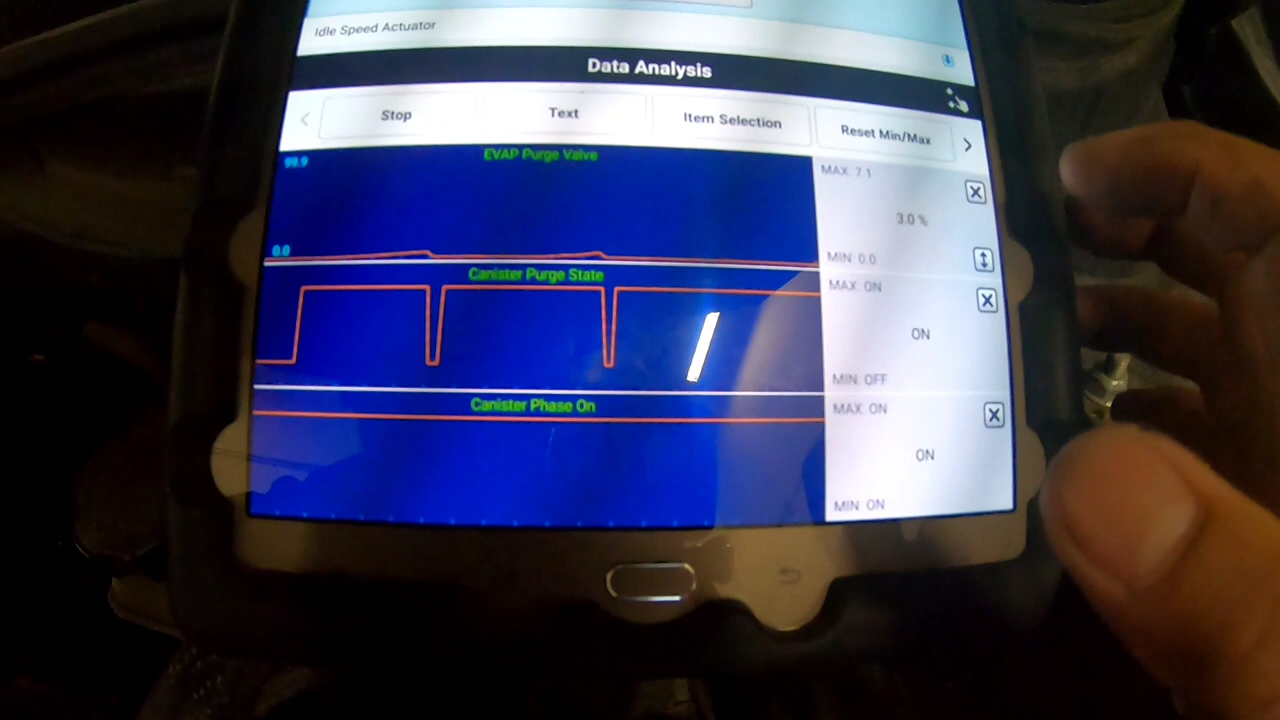 Idle Speed Actuator
Data Analysis
< Stop Text Item Selection Reset Min/Max >
EVAP Purge Valve
99.9
0.0
MAX: 7.1
3.0 %
MIN: 0.0
Canister Purge State
MAX: ON
ON
MIN: OFF
Canister Phase On
MAX: ON
ON
MIN: ON